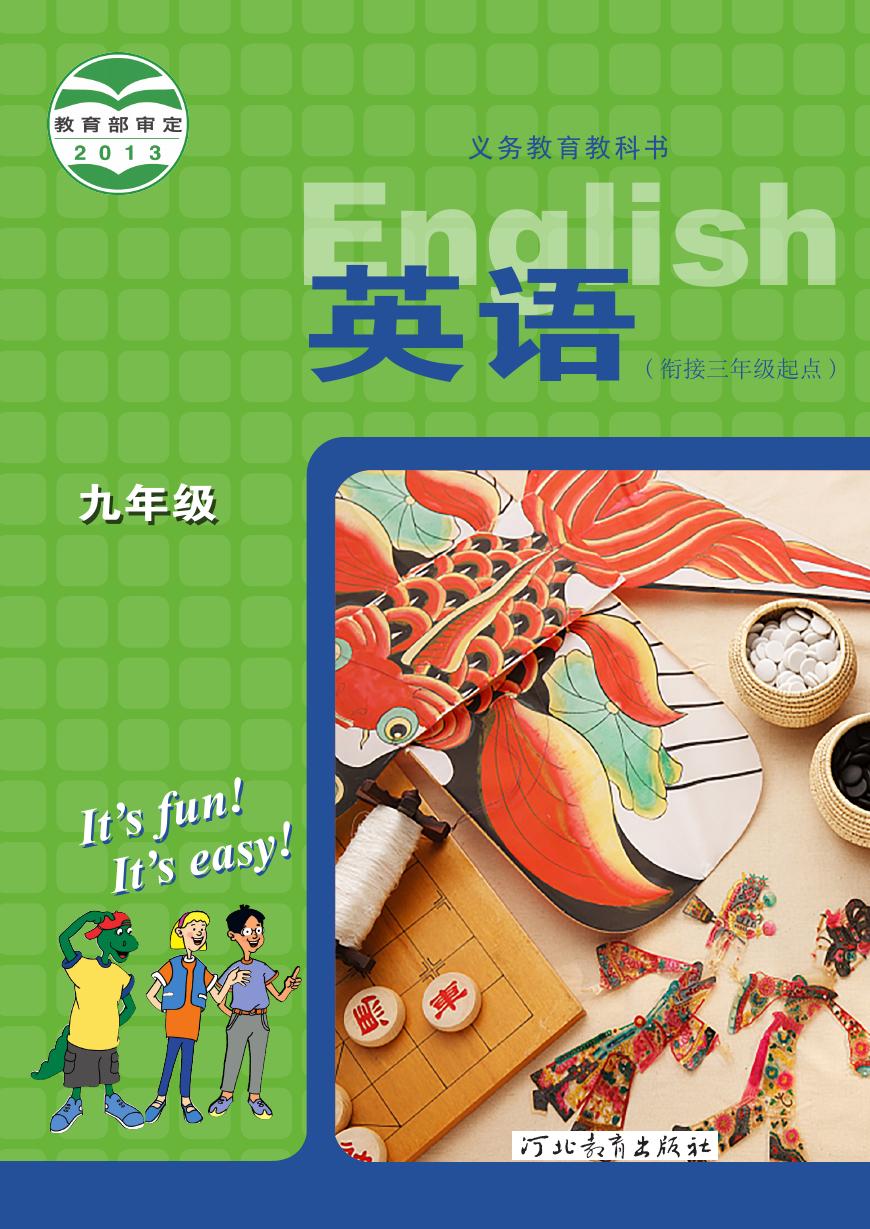 教育部审定
2013
义务教育教科书
English
英语
（衔接三年级起点）
九年级
It's fun!
It's easy!
馬
車
河北教育出版社